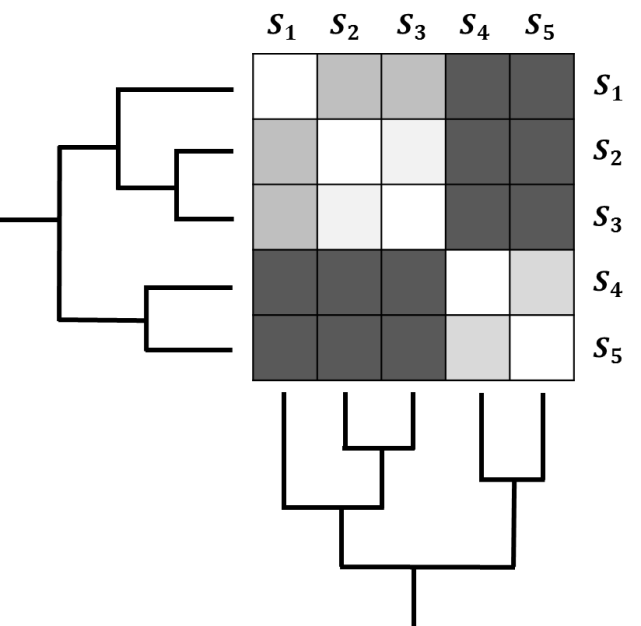 S₁ S₂ S₃ S₄ S₅
S₁
S₂
S₃
S₄
S₅